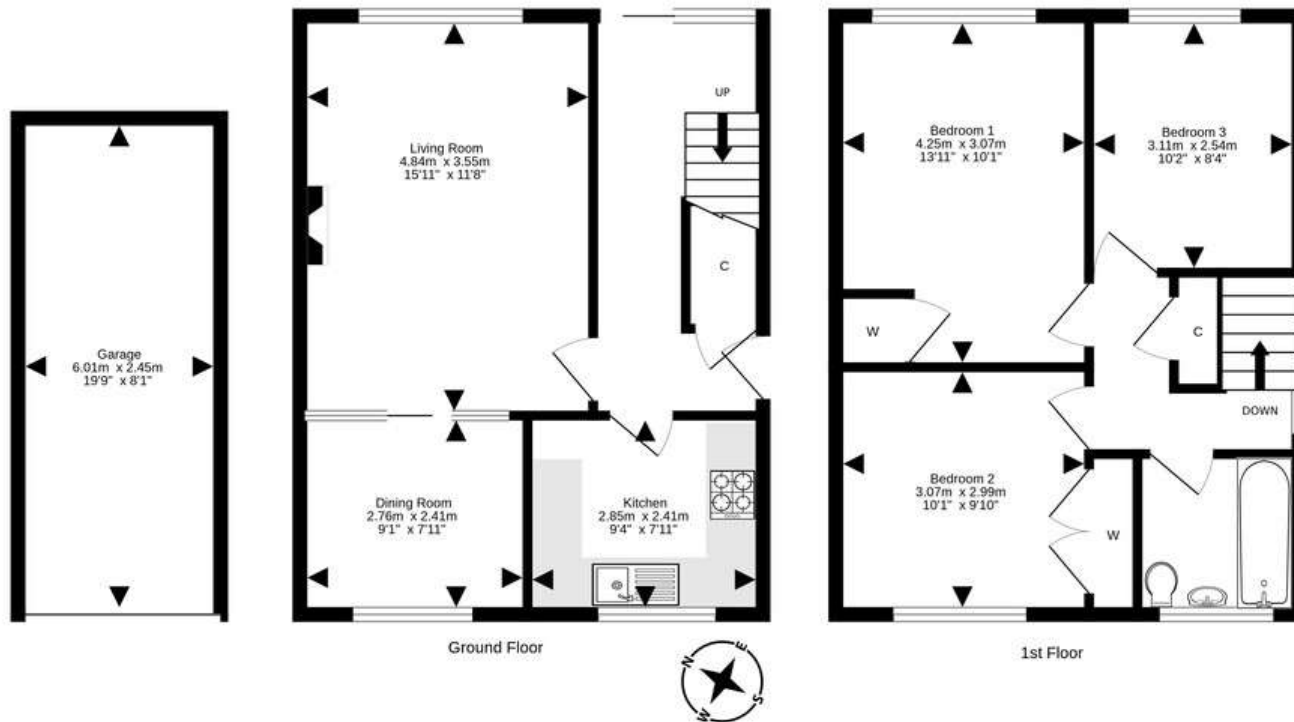 Garage
6.01m x 2.45m
19'9" x 8'1"
Living Room
4.84m x 3.55m
15'11" x 11'8"
UP
C
Dining Room
2.76m x 2.41m
9'1" x 7'11"
Kitchen
2.85m x 2.41m
9'4" x 7'11"
Ground Floor
N
E
S
W
Bedroom 1
4.25m x 3.07m
13'11" x 10'1"
Bedroom 3
3.11m x 2.54m
10'2" x 8'4"
W
C
DOWN
Bedroom 2
3.07m x 2.99m
10'1" x 9'10"
W
1st Floor